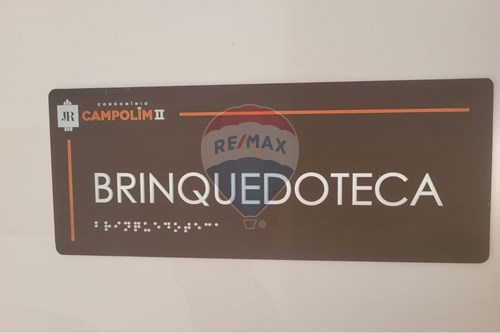 JR
CONDOMÍNIO
CAMPOLIM II
RE/MAX
BRINQUEDOTECA
⠃⠗⠊⠝⠟⠥⠑⠙⠕⠞⠑⠉⠁